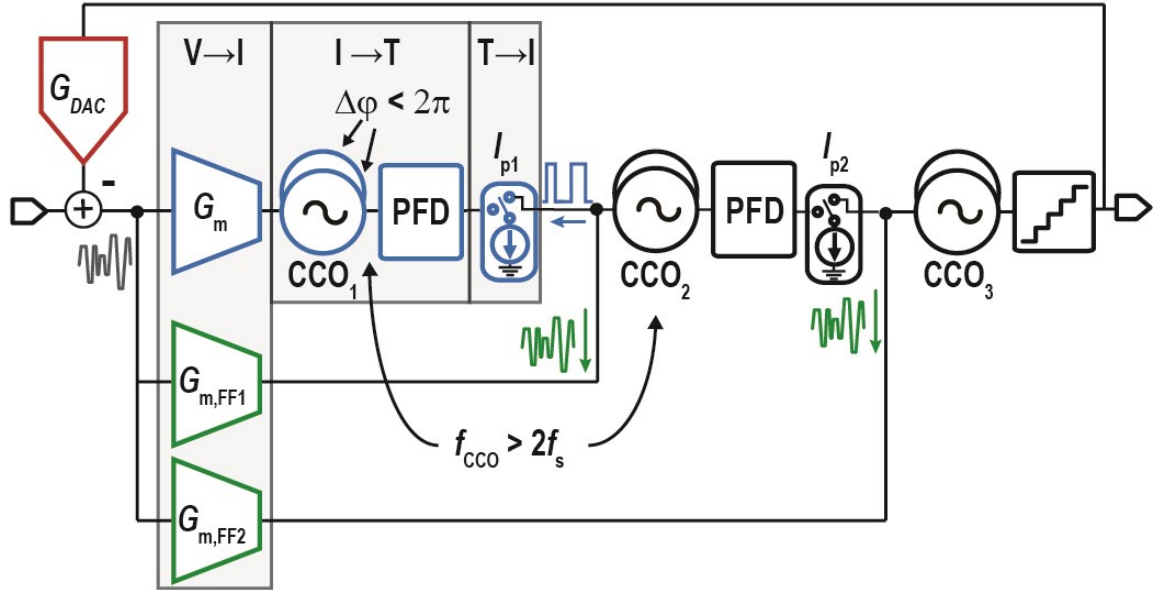 V→I
I→T
T→I
G_DAC
Δφ < 2π
-
I_p1
I_p2
+
G_m
PFD
PFD
CCO_1
CCO_2
CCO_3
G_m,FF1
f_CCO > 2f_s
G_m,FF2